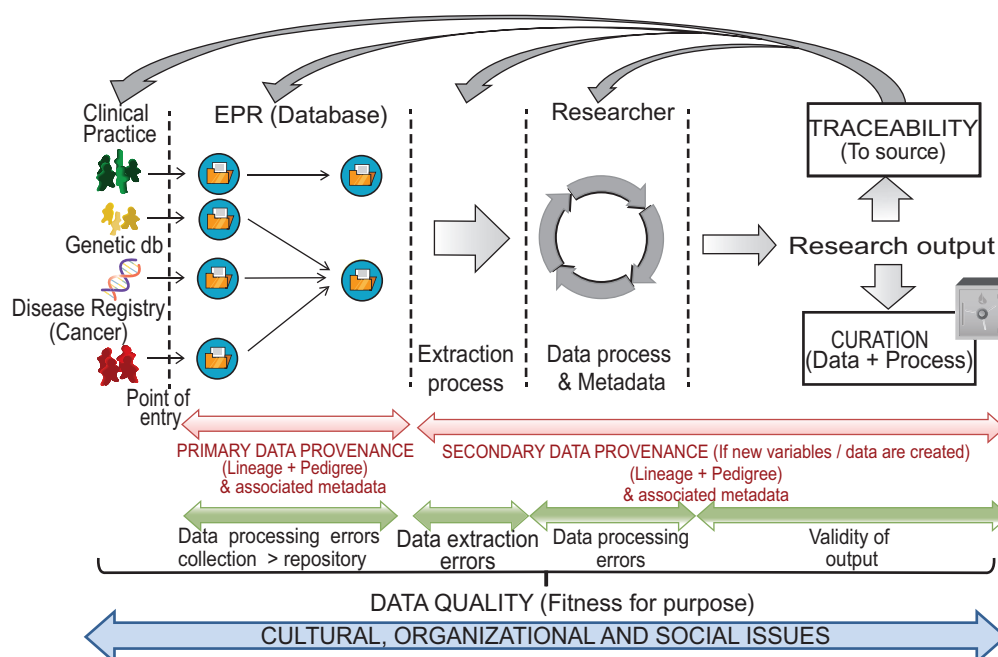 Clinical
Practice
EPR (Database)
Researcher
TRACEABILITY
(To source)
Genetic db
Research output
Disease Registry
(Cancer)
CURATION
(Data + Process)
Extraction
process
Data process
& Metadata
Point of
entry
PRIMARY DATA PROVENANCE
(Lineage + Pedigree)
& associated metadata
SECONDARY DATA PROVENANCE (If new variables / data are created)
(Lineage + Pedigree)
& associated metadata
Data processing errors
collection > repository
Data extraction
errors
Data processing
errors
Validity of
output
DATA QUALITY (Fitness for purpose)
CULTURAL, ORGANIZATIONAL AND SOCIAL ISSUES